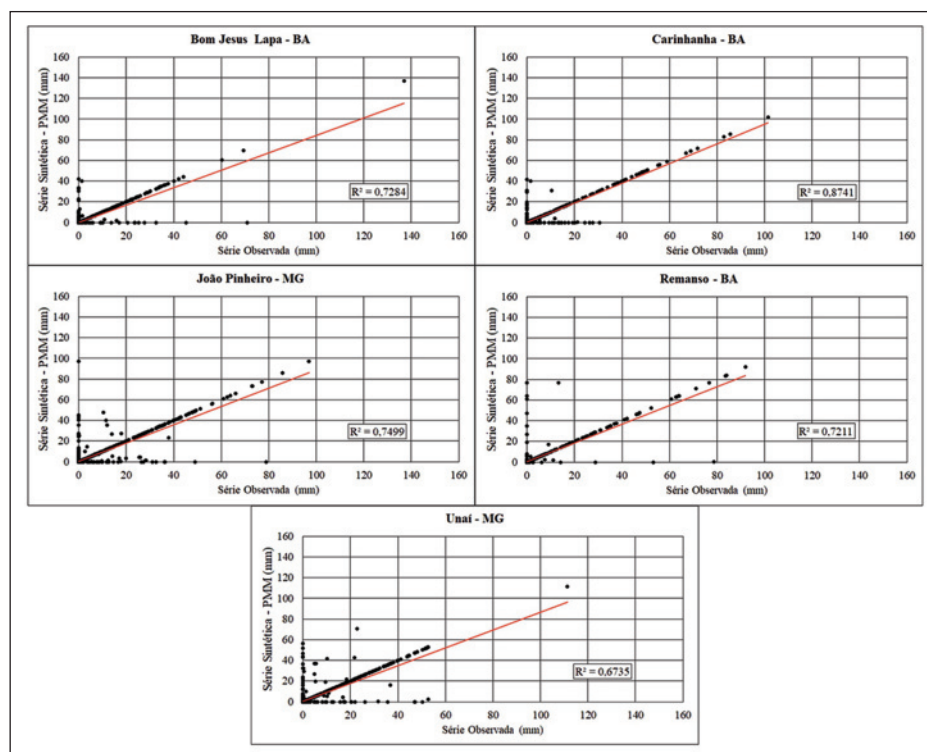 Bom Jesus Lapa - BA
Série Sintética - PMM (mm)
160
140
120
100
80
60
40
20
0
R² = 0,7284
0 20 40 60 80 100 120 140 160
Série Observada (mm)
Carinhanha - BA
Série Sintética - PMM (mm)
160
140
120
100
80
60
40
20
0
R² = 0,8741
0 20 40 60 80 100 120 140 160
Série Observada (mm)
João Pinheiro - MG
Série Sintética - PMM (mm)
160
140
120
100
80
60
40
20
0
R² = 0,7499
0 20 40 60 80 100 120 140 160
Série Observada (mm)
Remanso - BA
Série Sintética - PMM (mm)
160
140
120
100
80
60
40
20
0
R² = 0,7211
0 20 40 60 80 100 120 140 160
Série Observada (mm)
Unaí - MG
Série Sintética - PMM (mm)
160
140
120
100
80
60
40
20
0
R² = 0,6735
0 20 40 60 80 100 120 140 160
Série Observada (mm)